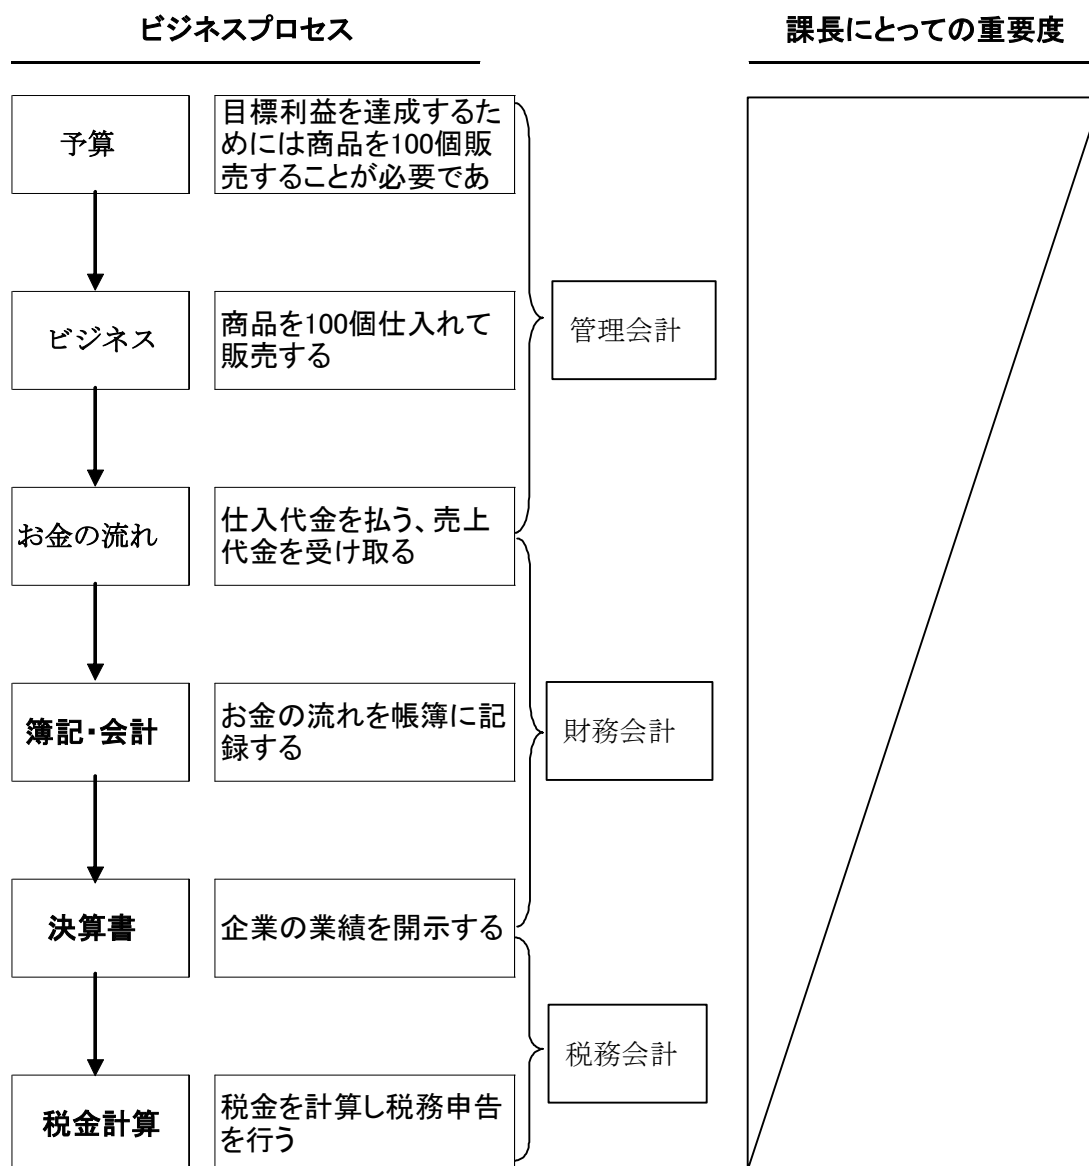 ビジネスプロセス
課長にとっての重要度
予算
目標利益を達成するた
めには商品を100個販
売することが必要であ
ビジネス
商品を100個仕入れて
販売する
管理会計
お金の流れ
仕入代金を払う、売上
代金を受け取る
簿記・会計
お金の流れを帳簿に記
録する
財務会計
決算書
企業の業績を開示する
税務会計
税金計算
税金を計算し税務申告
を行う